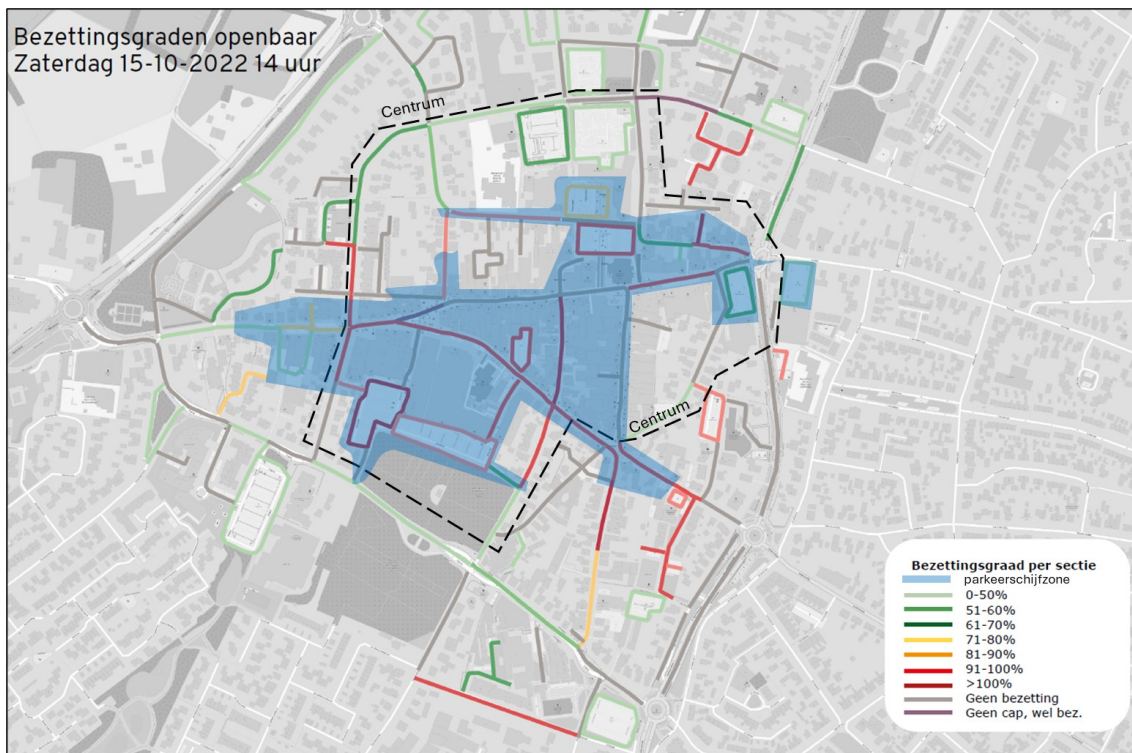 Bezettingsgraden openbaar
Zaterdag 15-10-2022 14 uur
Centrum
Centrum
Bezettingsgraad per sectie
parkeerschijfzone
0-50%
51-60%
61-70%
71-80%
81-90%
91-100%
>100%
Geen bezetting
Geen cap, wel bez.